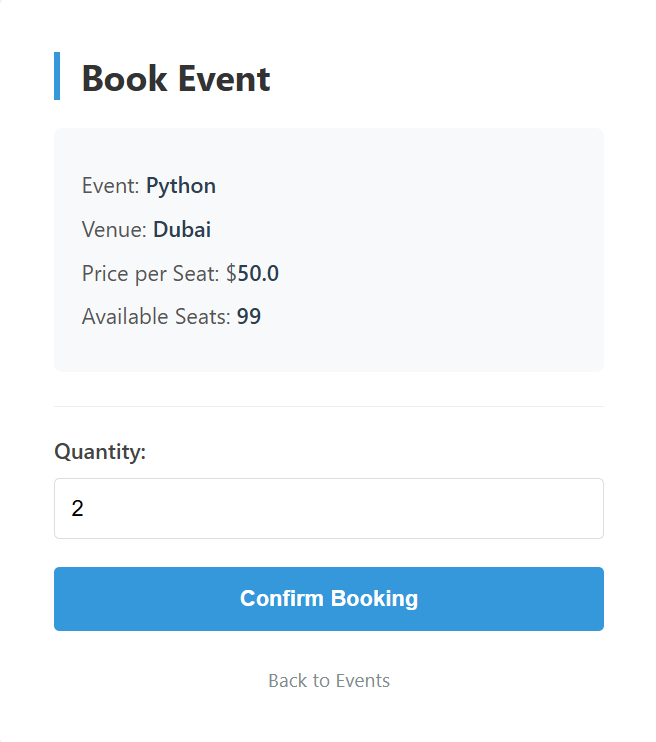 Book Event
Event: Python
Venue: Dubai
Price per Seat: $50.0
Available Seats: 99
Quantity:
2
Confirm Booking
Back to Events